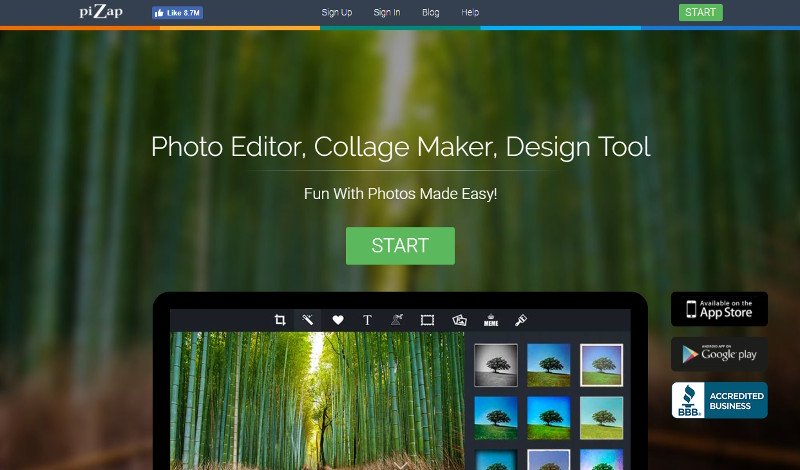 piZap
Like 8.7M
Sign Up
Sign In
Blog
Help
START
Photo Editor, Collage Maker, Design Tool
Fun With Photos Made Easy!
START
T
MEME
Available on the
App Store
ANDROID APP ON
Google play
BBB
ACCREDITED
BUSINESS